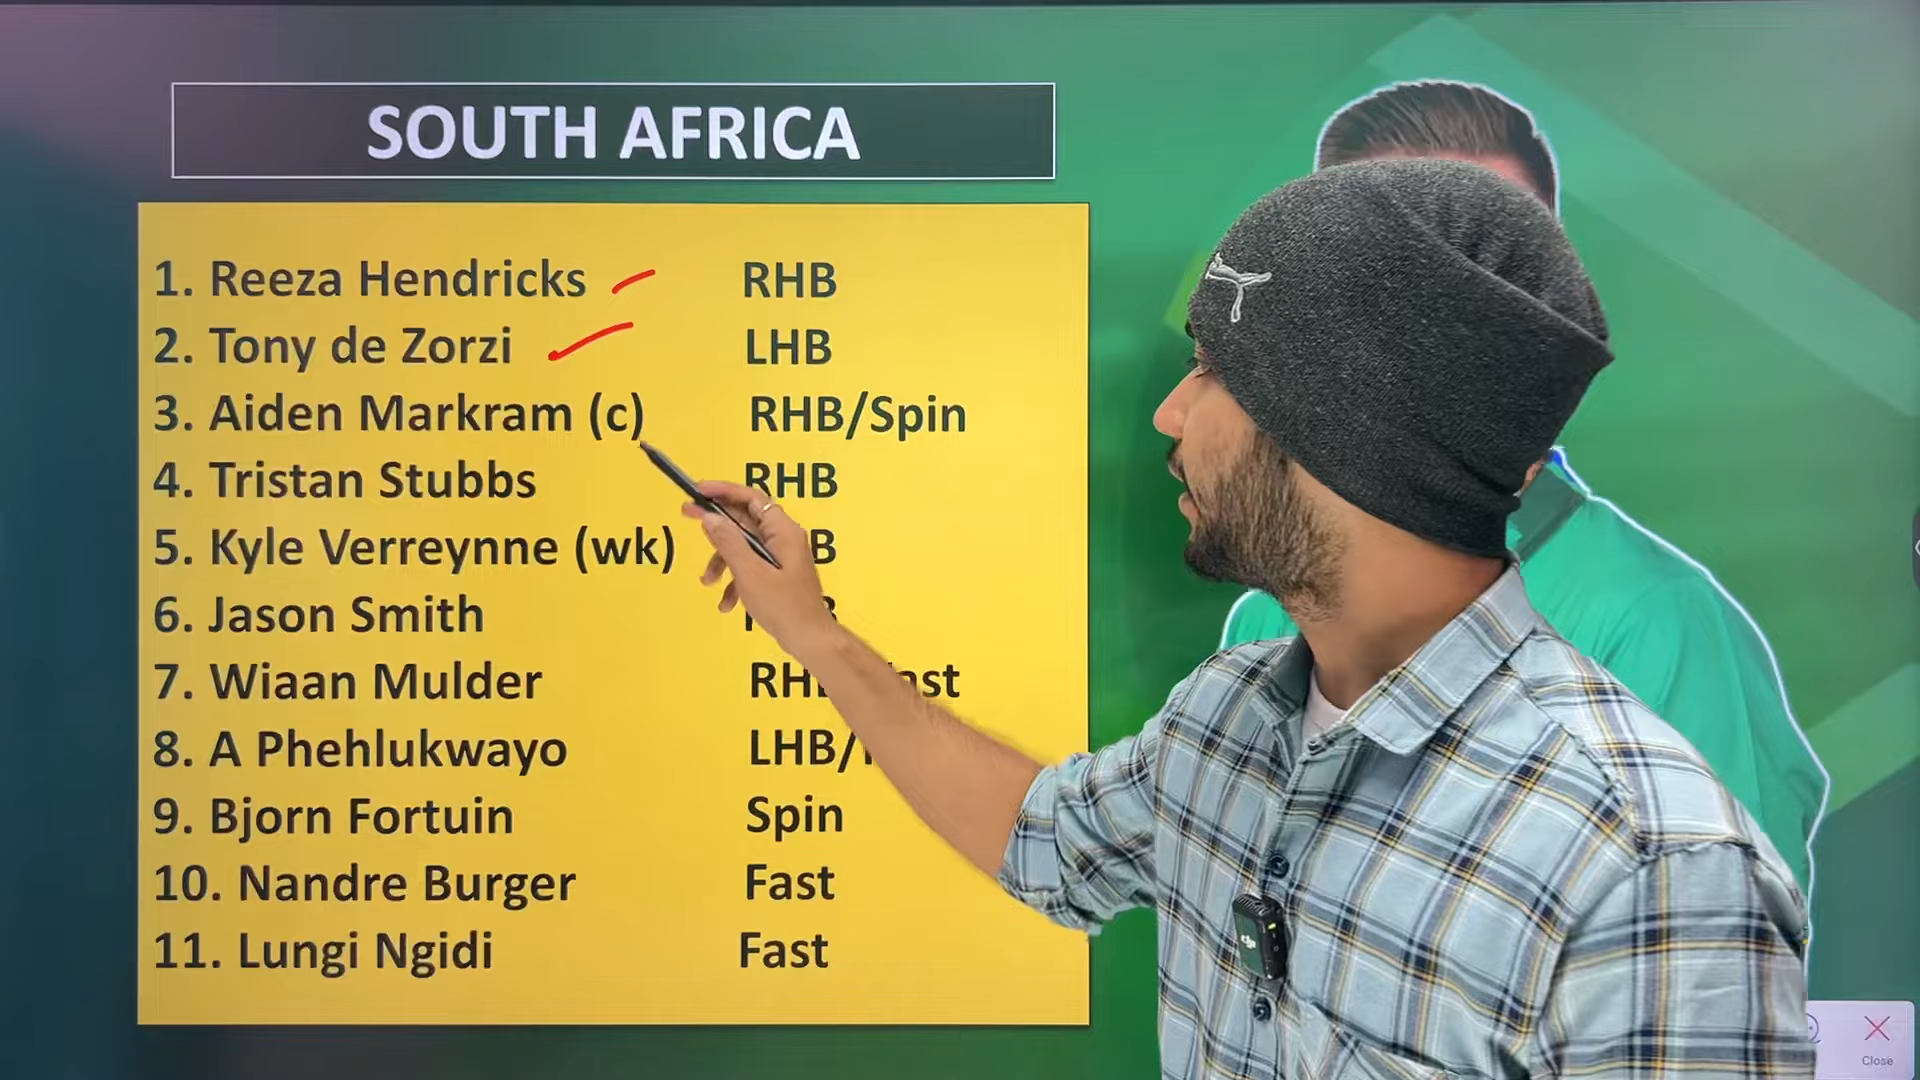 SOUTH AFRICA
1. Reeza Hendricks RHB
2. Tony de Zorzi LHB
3. Aiden Markram (c) RHB/Spin
4. Tristan Stubbs RHB
5. Kyle Verreynne (wk)
6. Jason Smith
7. Wiaan Mulder
8. A Phehlukwayo
9. Bjorn Fortuin Spin
10. Nandre Burger Fast
11. Lungi Ngidi Fast
dji
Close